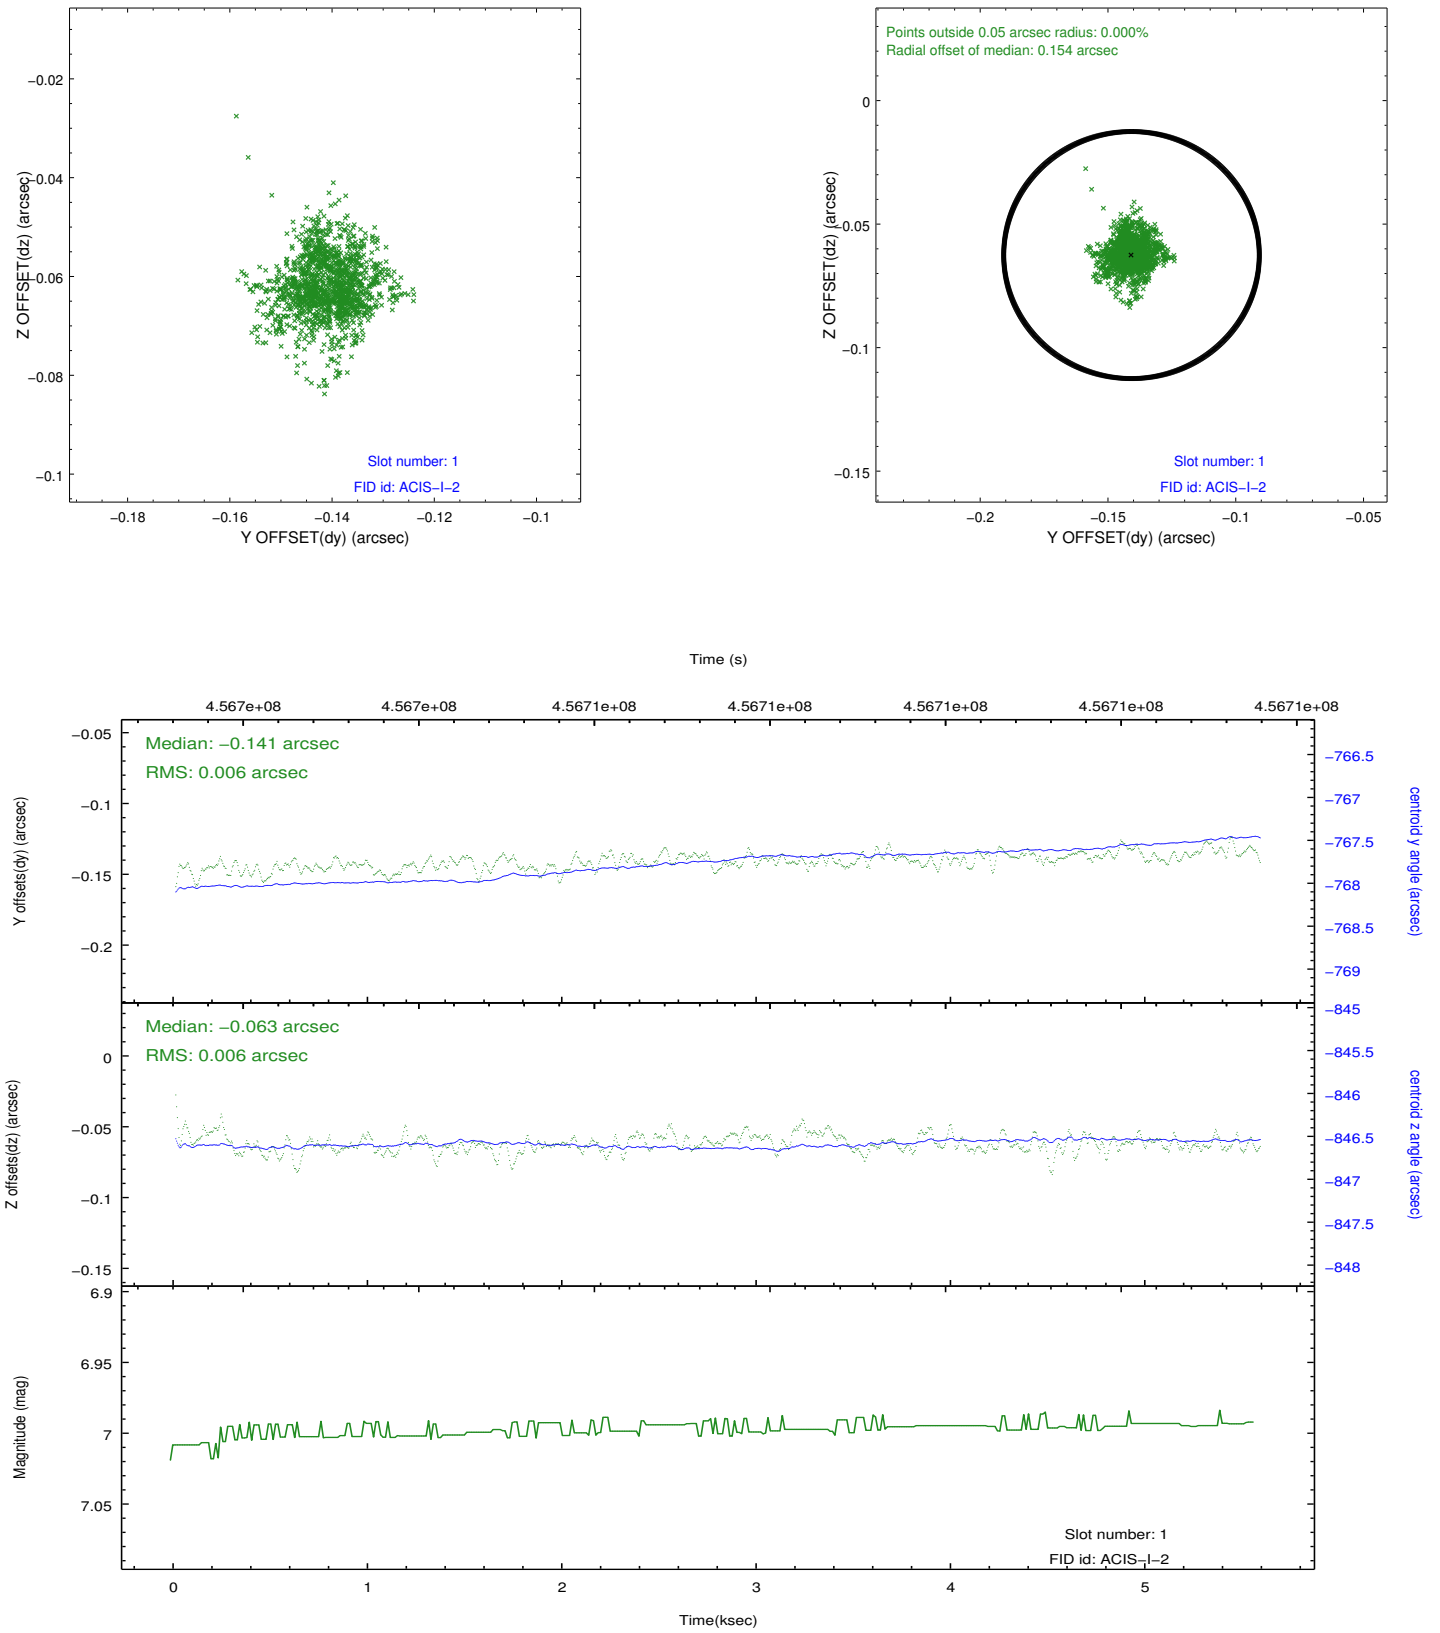 −0.02
−0.04
−0.06
−0.08
−0.1
Z OFFSET(dz) (arcsec)
Slot number: 1
FID id: ACIS−I−2
−0.18
−0.16
−0.14
−0.12
−0.1
Y OFFSET(dy) (arcsec)
Points outside 0.05 arcsec radius: 0.000%
Radial offset of median: 0.154 arcsec
0
−0.05
−0.1
−0.15
Z OFFSET(dz) (arcsec)
Slot number: 1
FID id: ACIS−I−2
−0.2
−0.15
−0.1
−0.05
Y OFFSET(dy) (arcsec)
Time (s)
4.567e+08
4.567e+08
4.5671e+08
4.5671e+08
4.5671e+08
4.5671e+08
4.5671e+08
Median: −0.141 arcsec
RMS: 0.006 arcsec
−0.05
−0.1
−0.15
−0.2
Y offsets(dy) (arcsec)
−766.5
−767
−767.5
−768
−768.5
−769
centroid y angle (arcsec)
Median: −0.063 arcsec
RMS: 0.006 arcsec
0
−0.05
−0.1
−0.15
Z offsets(dz) (arcsec)
−845
−845.5
−846
−846.5
−847
−847.5
−848
centroid z angle (arcsec)
6.9
6.95
7
7.05
Magnitude (mag)
Slot number: 1
FID id: ACIS−I−2
0
1
2
3
4
5
Time(ksec)